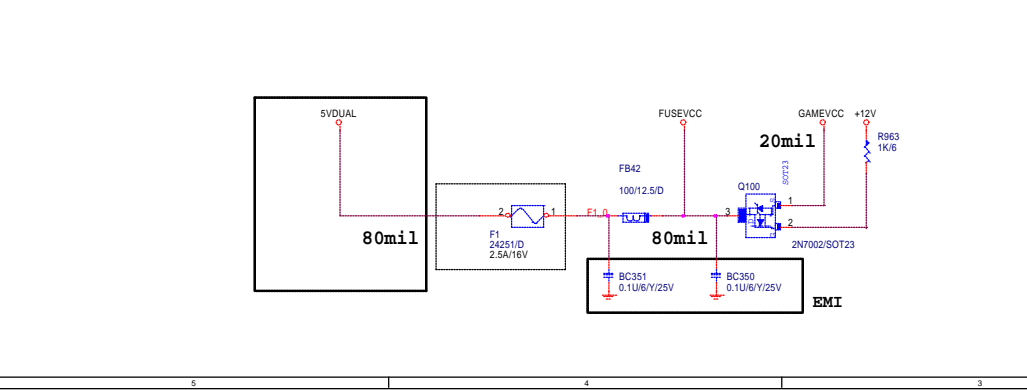 5VDUAL
FUSEVCC
GAMEVCC
+12V
20mil
R963
1K/6
FB42
100/12.5/D
SOT23
Q100
S
1
D
G
2
3
2
1
F1_D
80mil
F1
24251/D
2.5A/16V
80mil
2N7002/SOT23
BC351
0.1U/6/Y/25V
BC350
0.1U/6/Y/25V
EMI
5
4
3